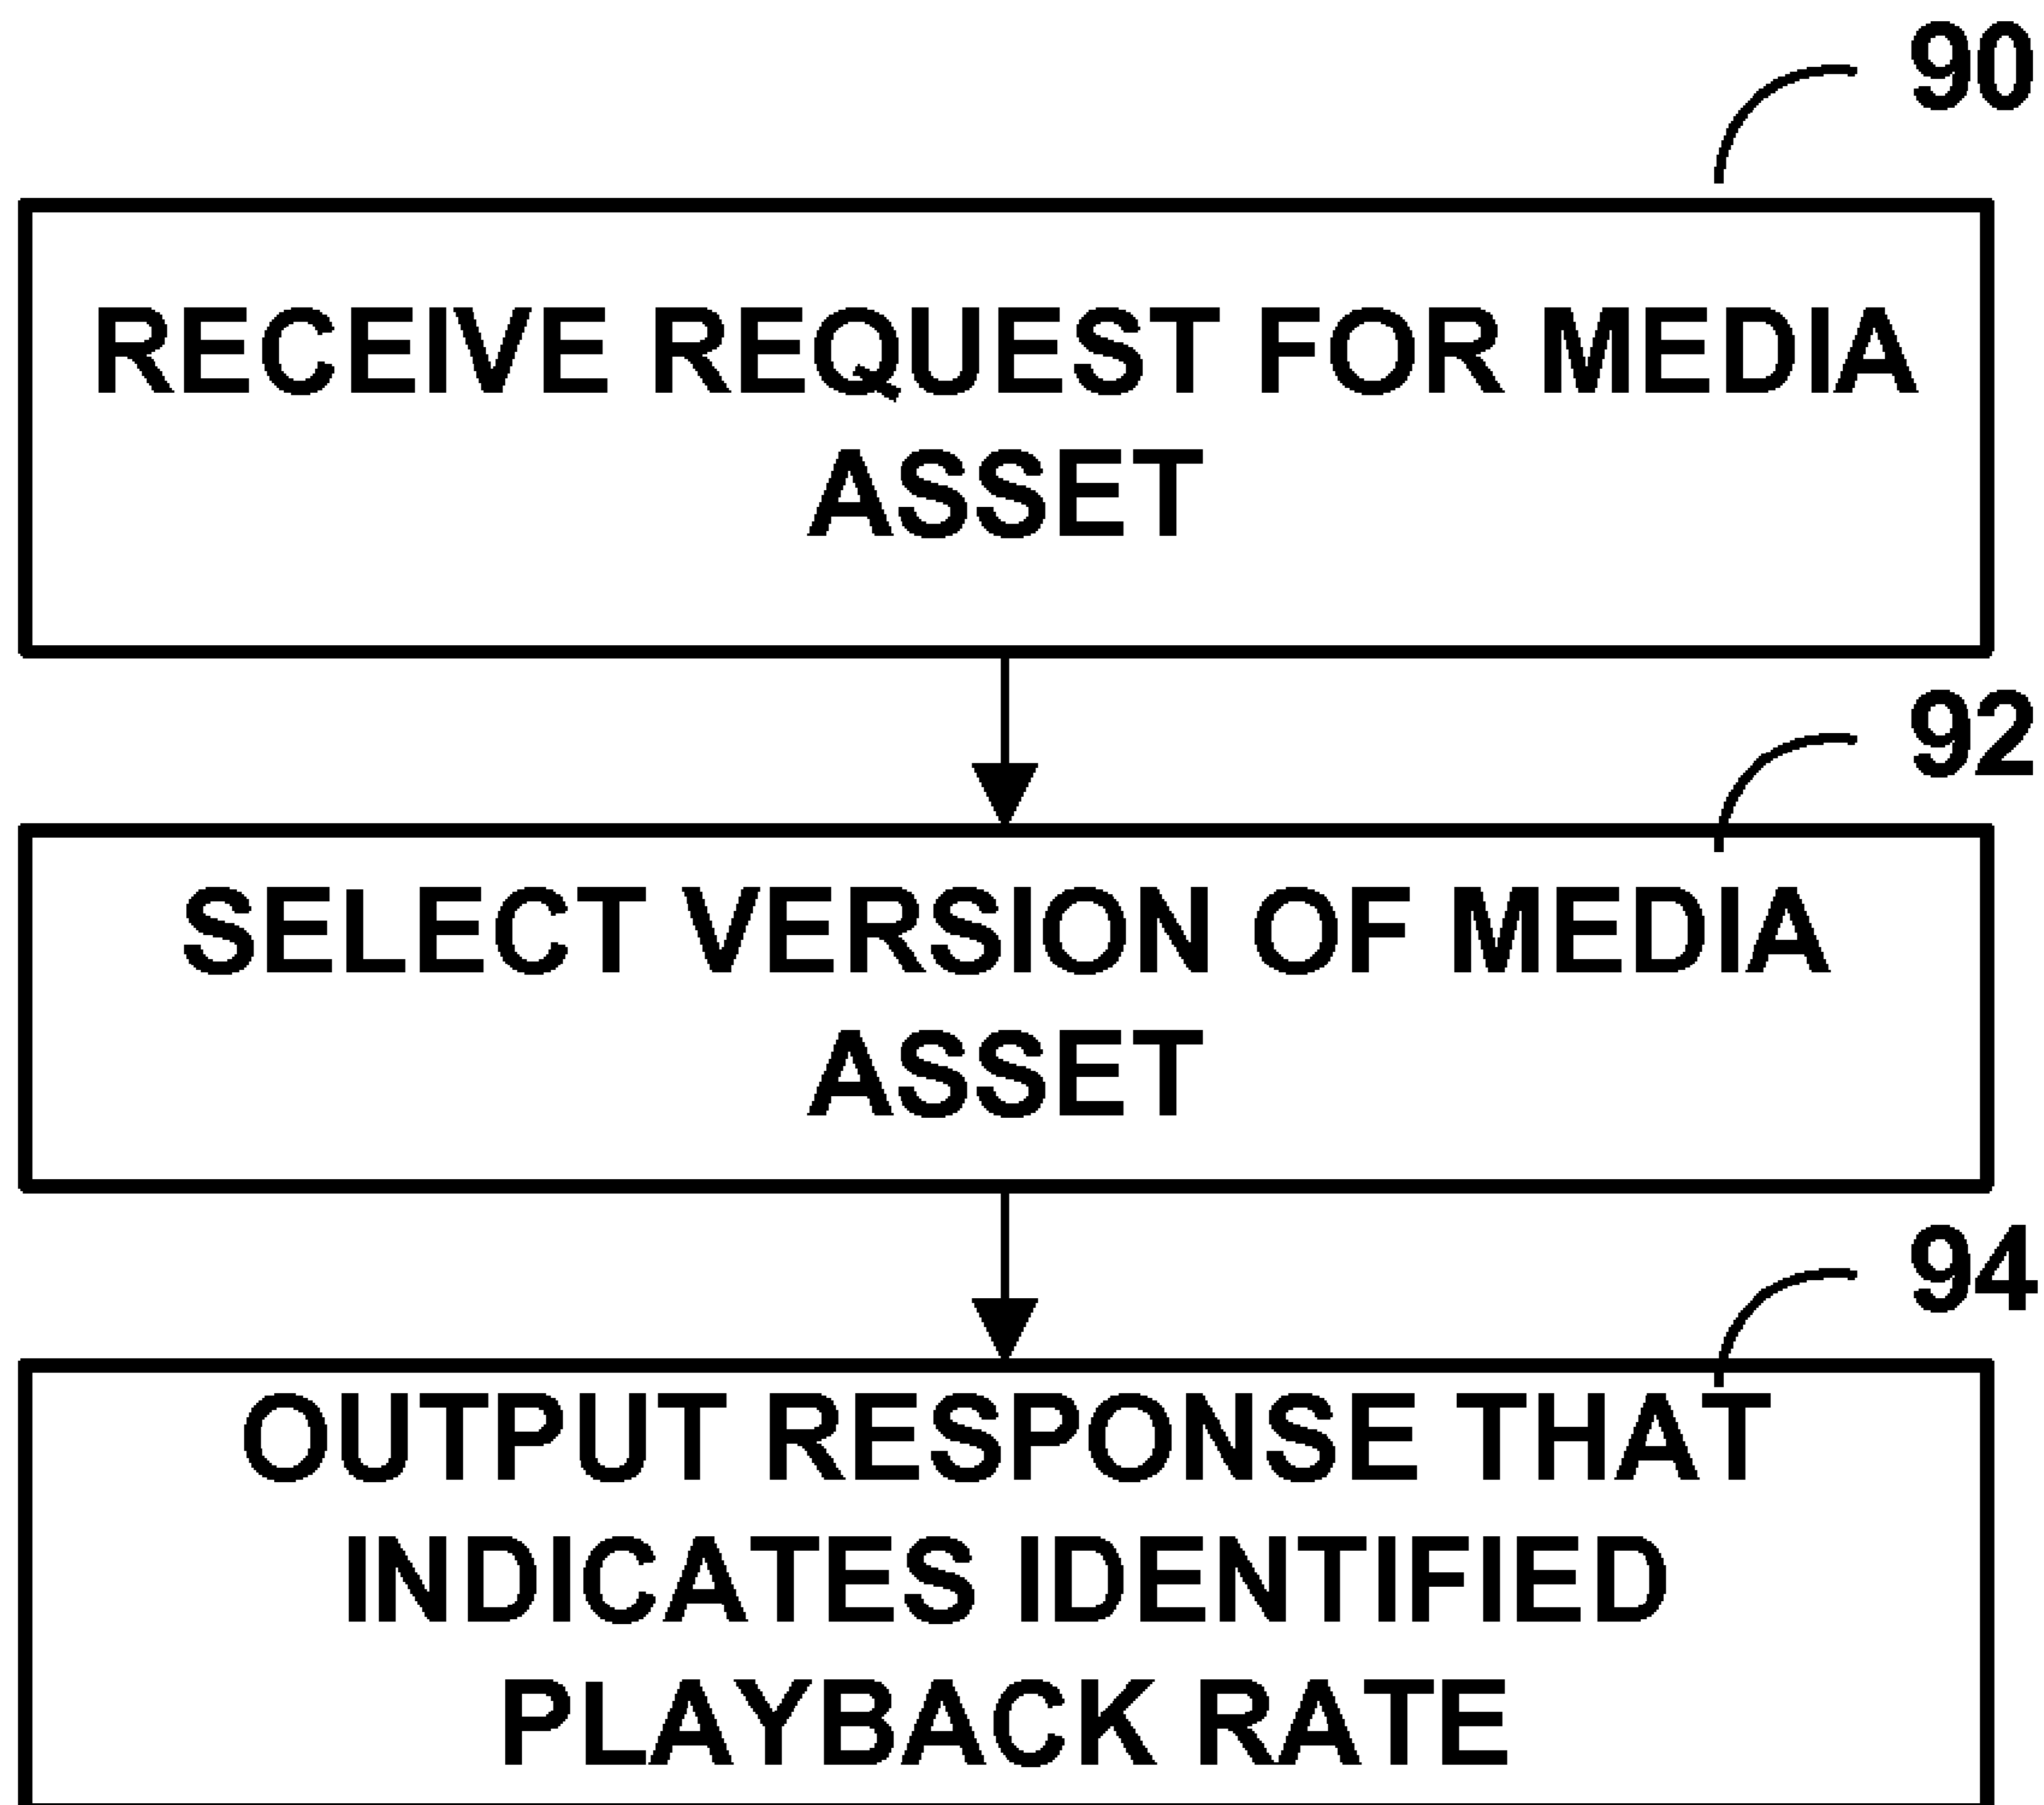 90
RECEIVE REQUEST FOR MEDIA
ASSET
92
SELECT VERSION OF MEDIA
ASSET
94
OUTPUT RESPONSE THAT
INDICATES IDENTIFIED
PLAYBACK RATE